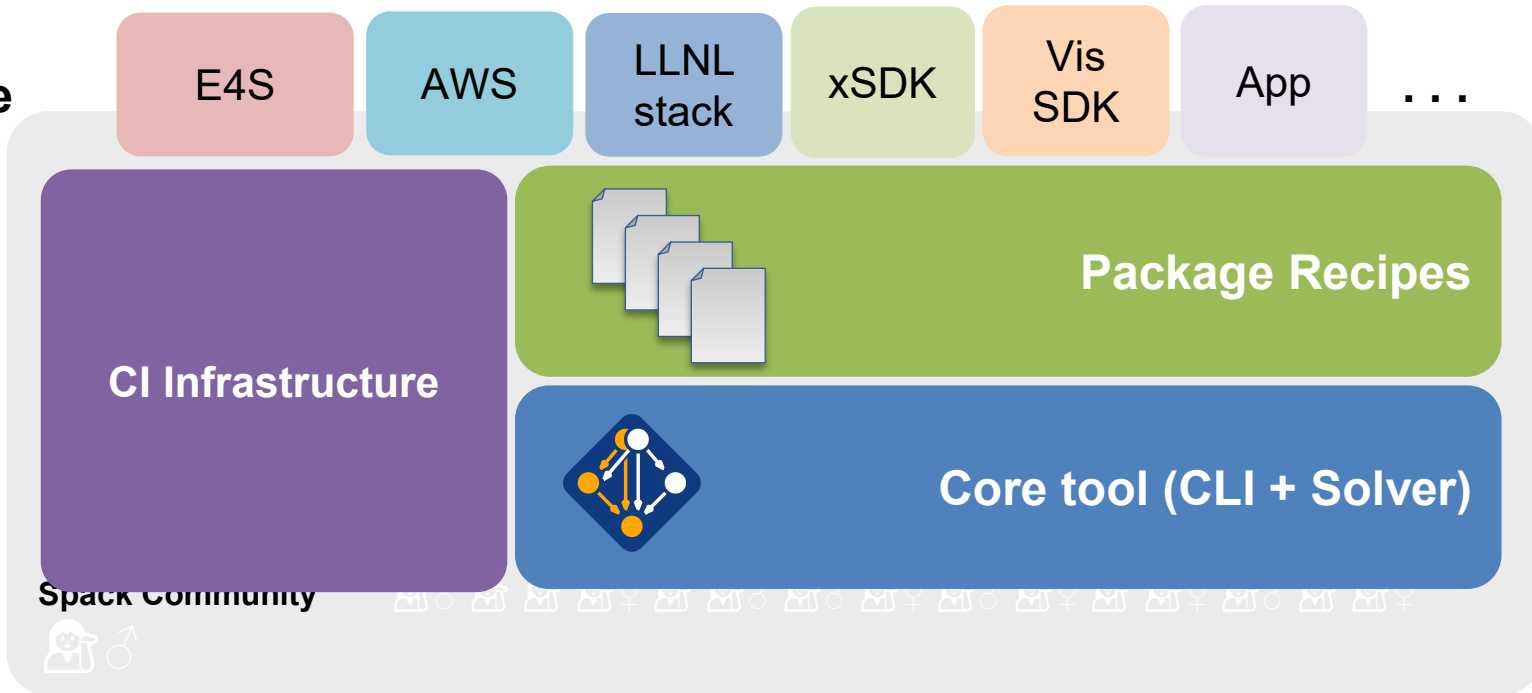 E4S
AWS
LLNL
stack
xSDK
Vis
SDK
App
. . .
e
Package Recipes
CI Infrastructure
Core tool (CLI + Solver)
Spack Community